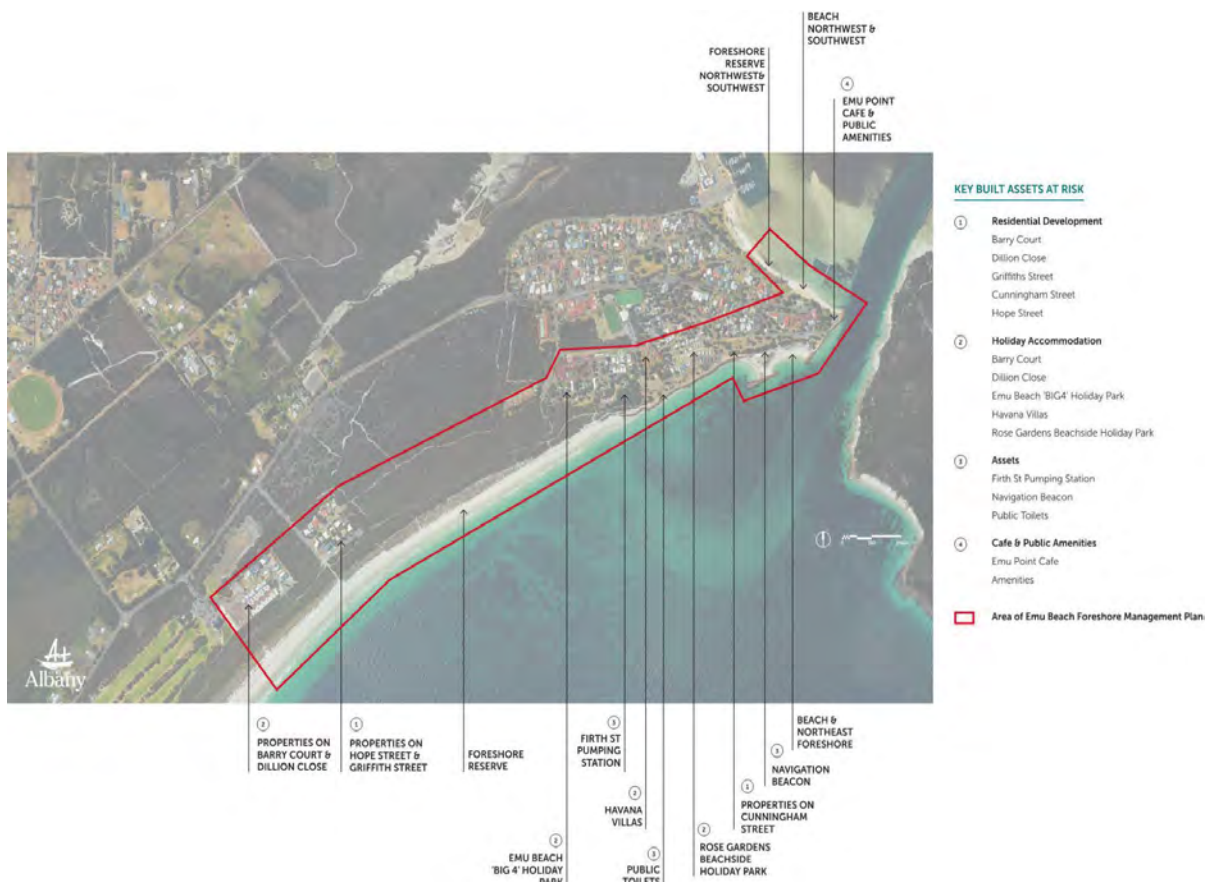 BEACH
NORTHWEST &
SOUTHWEST
FORESHORE
RESERVE
NORTHWEST&
SOUTHWEST
4
EMU POINT
CAFE &
PUBLIC
AMENITIES
KEY BUILT ASSETS AT RISK
1 Residential Development
Barry Court
Dillion Close
Griffiths Street
Cunningham Street
Hope Street
2 Holiday Accommodation
Barry Court
Dillion Close
Emu Beach 'BIG4' Holiday Park
Havana Villas
Rose Gardens Beachside Holiday Park
3 Assets
Firth St Pumping Station
Navigation Beacon
Public Toilets
4 Cafe & Public Amenities
Emu Point Cafe
Amenities
Area of Emu Beach Foreshore Management Plan
Albany
2
PROPERTIES ON
BARRY COURT &
DILLION CLOSE
1
PROPERTIES ON
HOPE STREET &
GRIFFITH STREET
FORESHORE
RESERVE
2
EMU BEACH
'BIG 4' HOLIDAY
PARK
3
FIRTH ST
PUMPING
STATION
2
HAVANA
VILLAS
3
PUBLIC
TOILETS
2
ROSE GARDENS
BEACHSIDE
HOLIDAY PARK
1
PROPERTIES ON
CUNNINGHAM
STREET
3
NAVIGATION
BEACON
BEACH &
NORTHEAST
FORESHORE